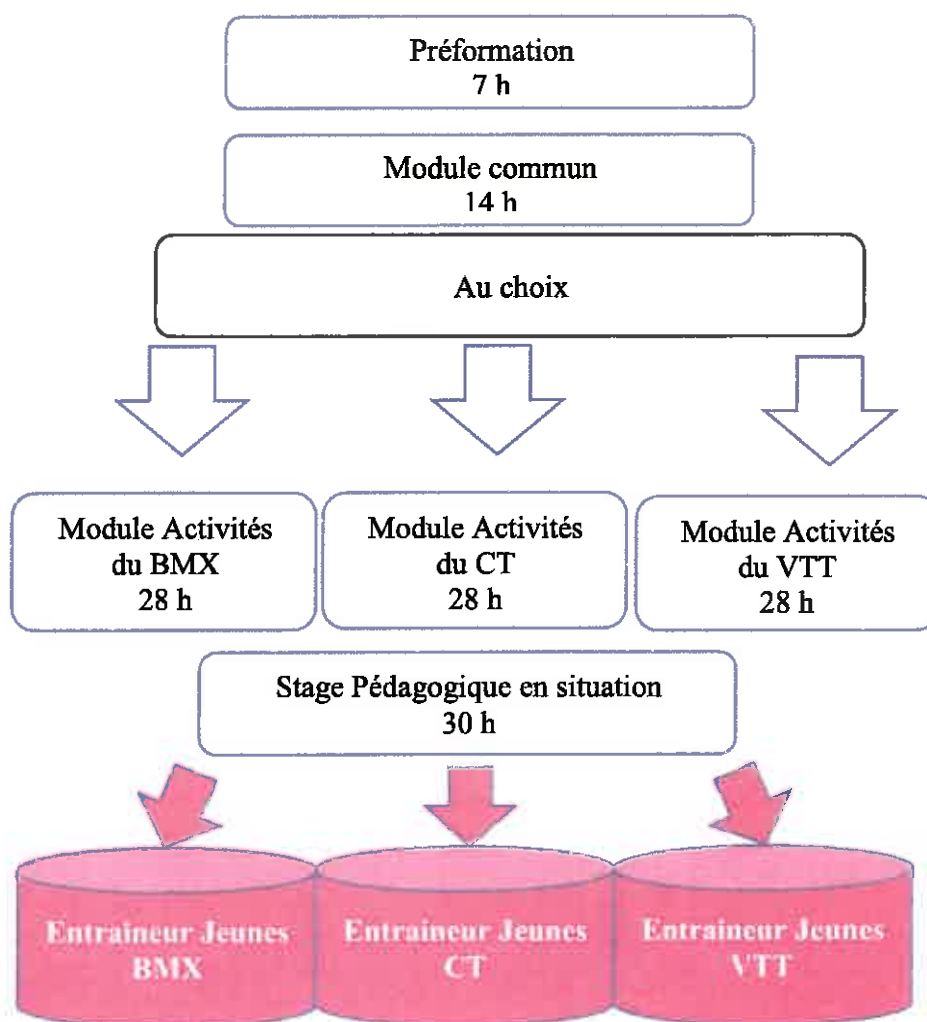 Préformation
7 h
Module commun
14 h
Au choix
Module Activités
du BMX
28 h
Module Activités
du CT
28 h
Module Activités
du VTT
28 h
Stage Pédagogique en situation
30 h
Entraineur Jeunes
BMX
Entraineur Jeunes
CT
Entraineur Jeunes
VTT